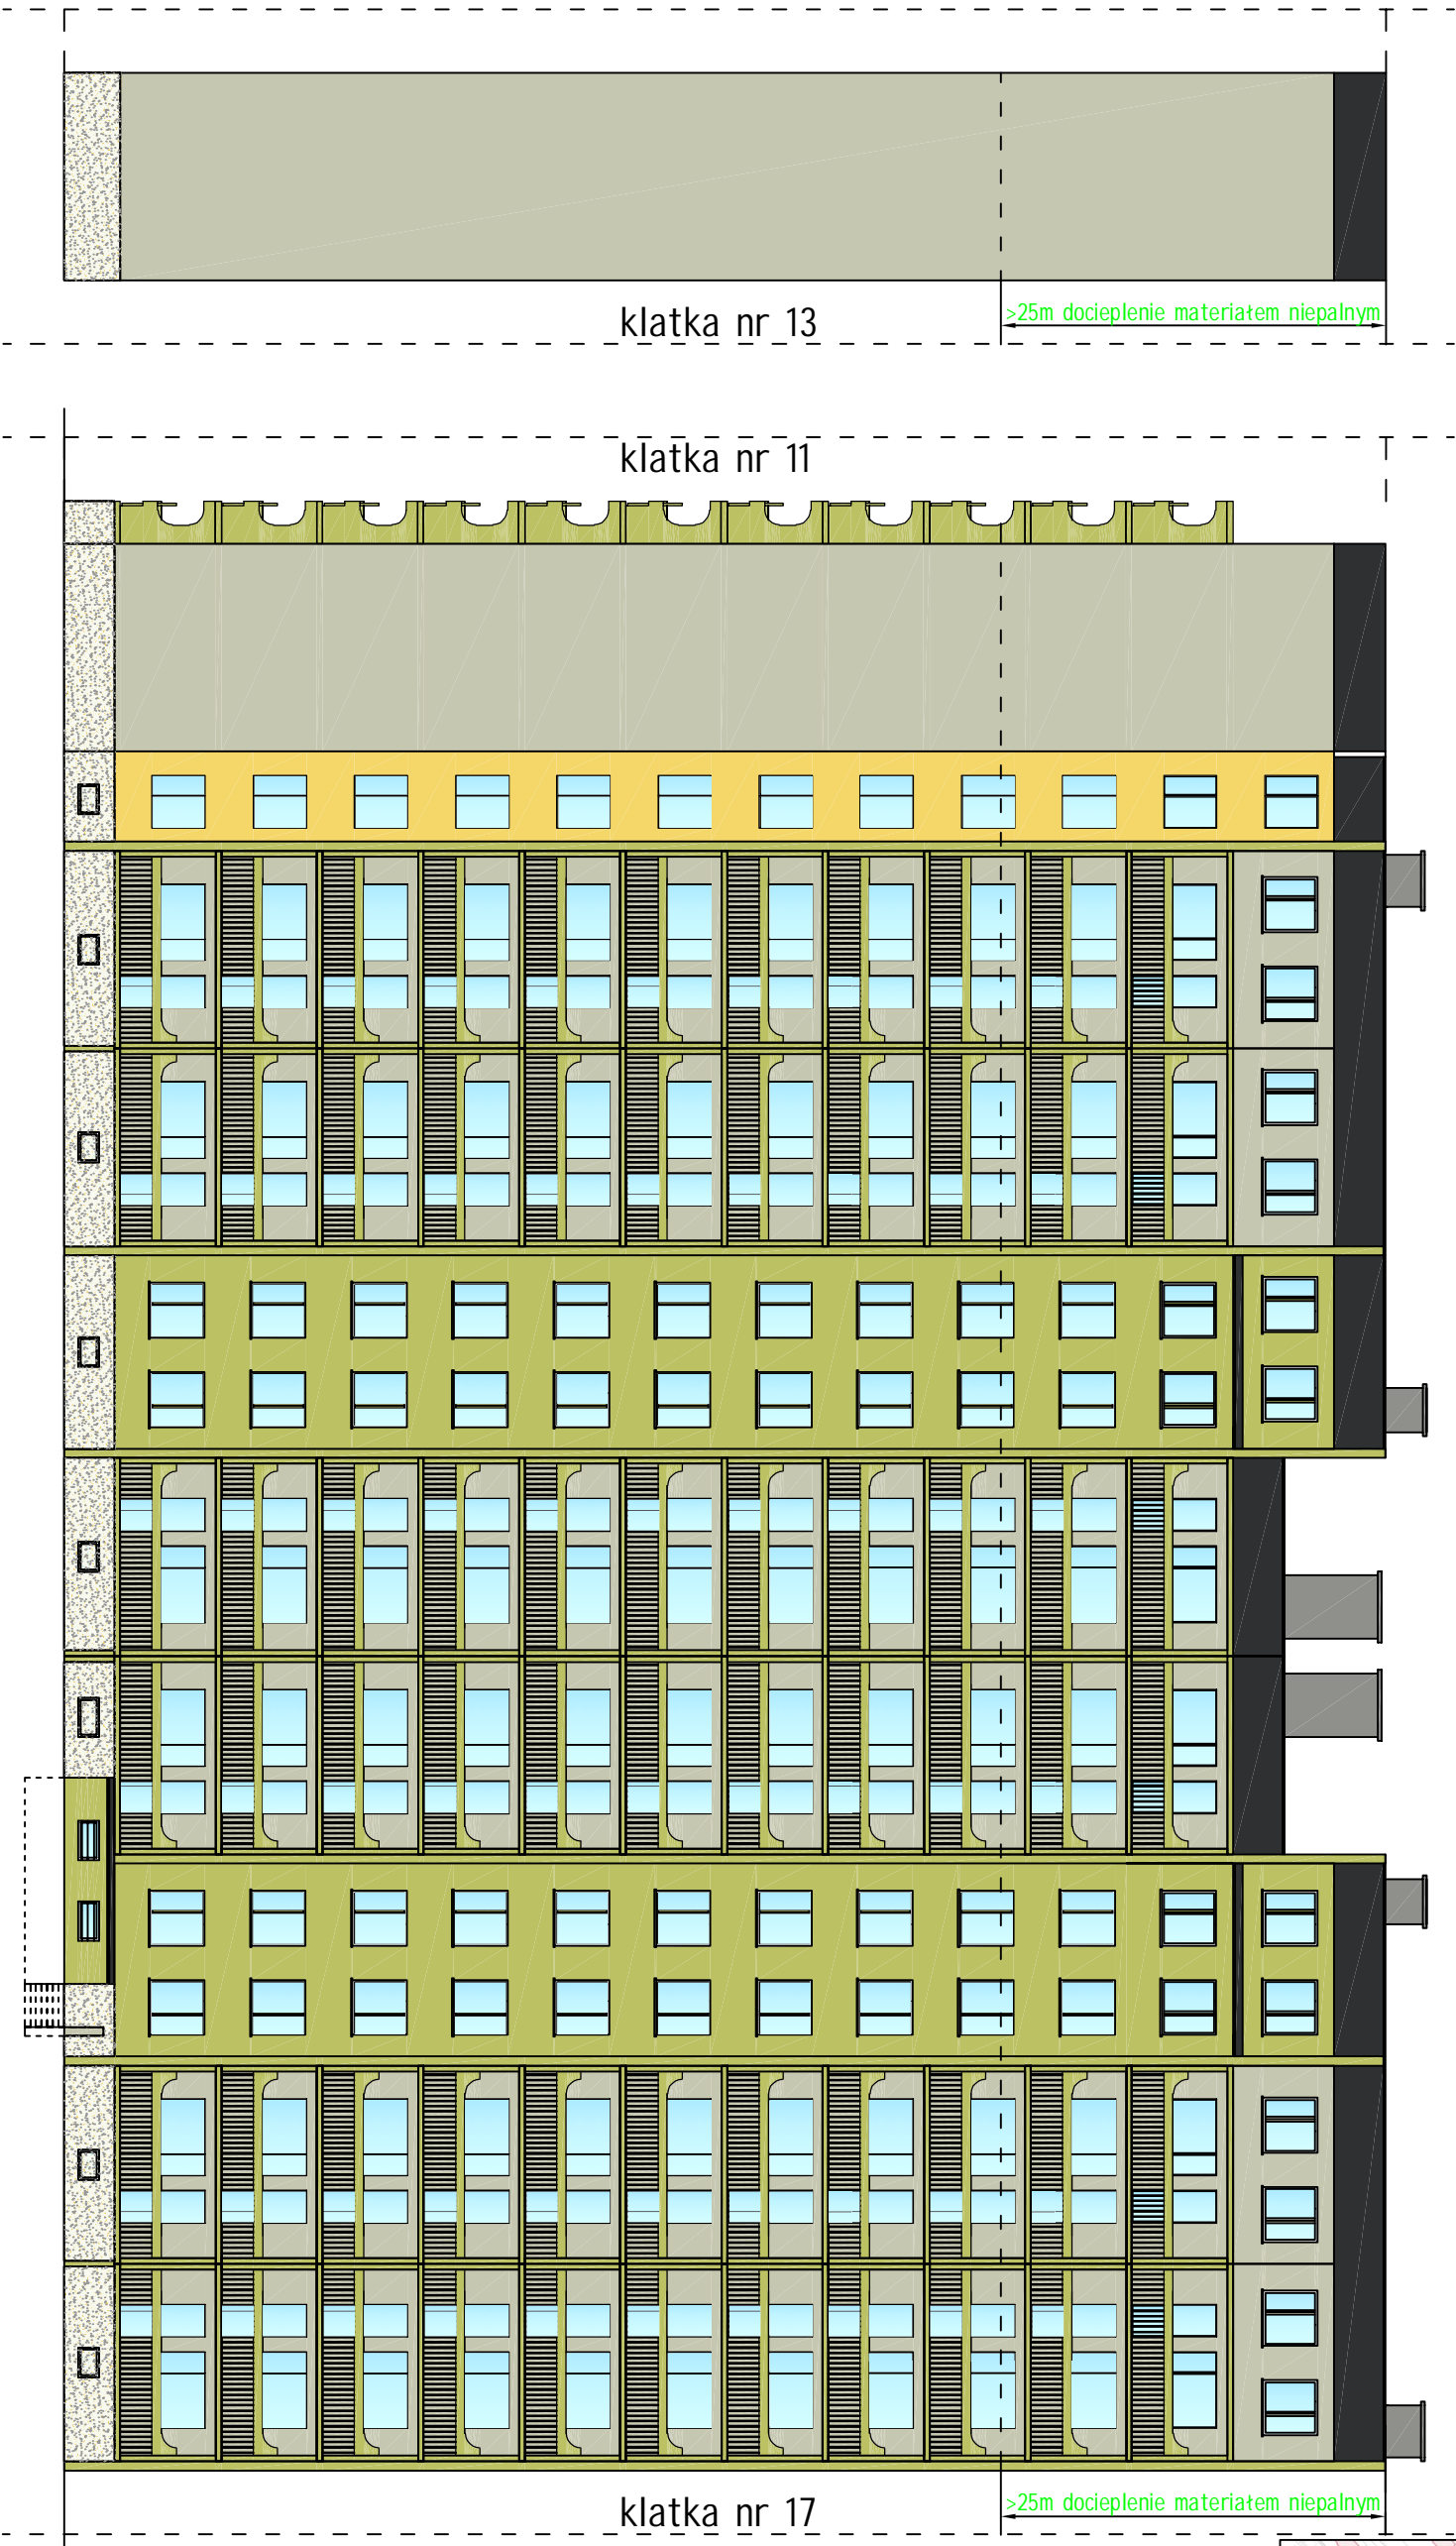 klatka nr 13
>25m docieplenie materiałem niepalnym
klatka nr 11
klatka nr 17
>25m docieplenie materiałem niepalnym